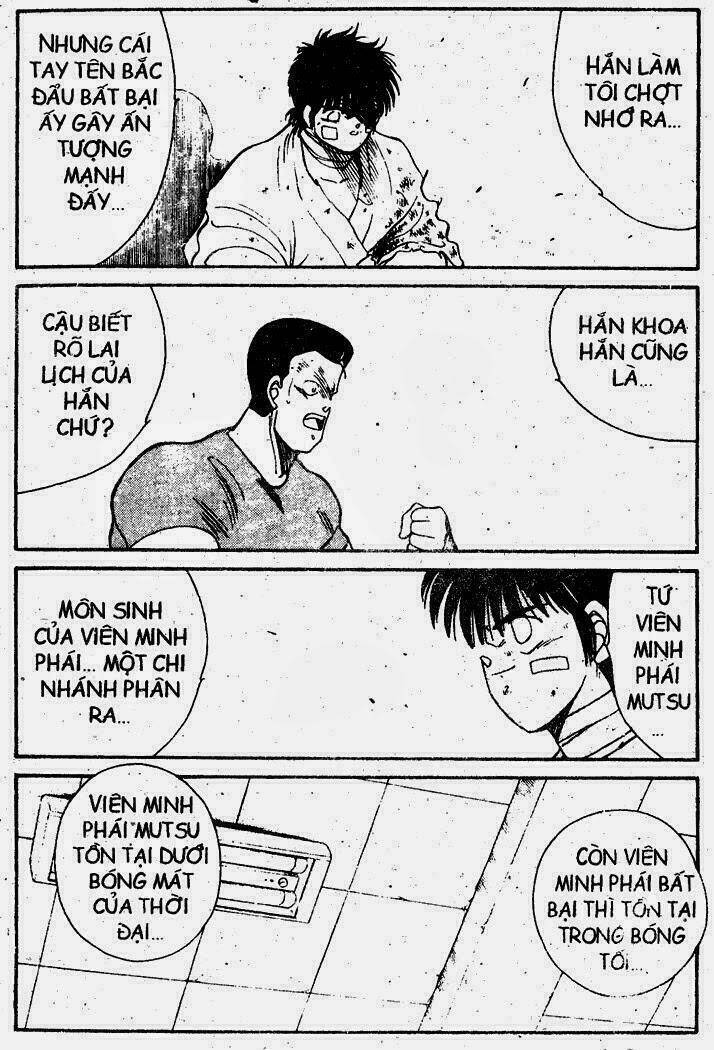 NHƯNG CÁI
TAY TÊN BẮC
ĐẨU BẤT BẠI
ẤY GÂY ẤN
TƯỢNG
MẠNH
ĐẤY...
HẮN LÀM
TÔI CHỢT
NHỚ RA...
CẬU BIẾT
RÕ LAI
LỊCH CỦA
HẮN
CHỨ?
HẮN KHOA
HẮN CŨNG
LÀ...
MÔN SINH
CỦA VIÊN MINH
PHÁI... MỘT CHI
NHÁNH PHÂN
RA...
TỨ
VIÊN
MINH
PHÁI
MUTSU
...
VIÊN MINH
PHÁI MUTSU
TỒN TẠI DƯỚI
BÓNG MÁT
CỦA THỜI
ĐẠI...
CÒN VIÊN
MINH PHÁI BẤT
BẠI THÌ TỒN TẠI
TRONG BÓNG
TỐI....